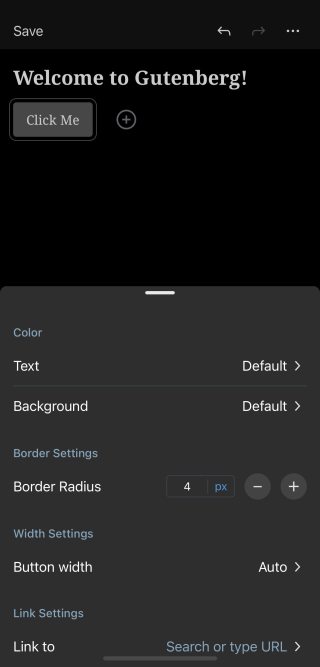 Save
Welcome to Gutenberg!
Click Me
Color
Text Default
Background Default
Border Settings
Border Radius 4 px
Width Settings
Button width Auto
Link Settings
Link to Search or type URL